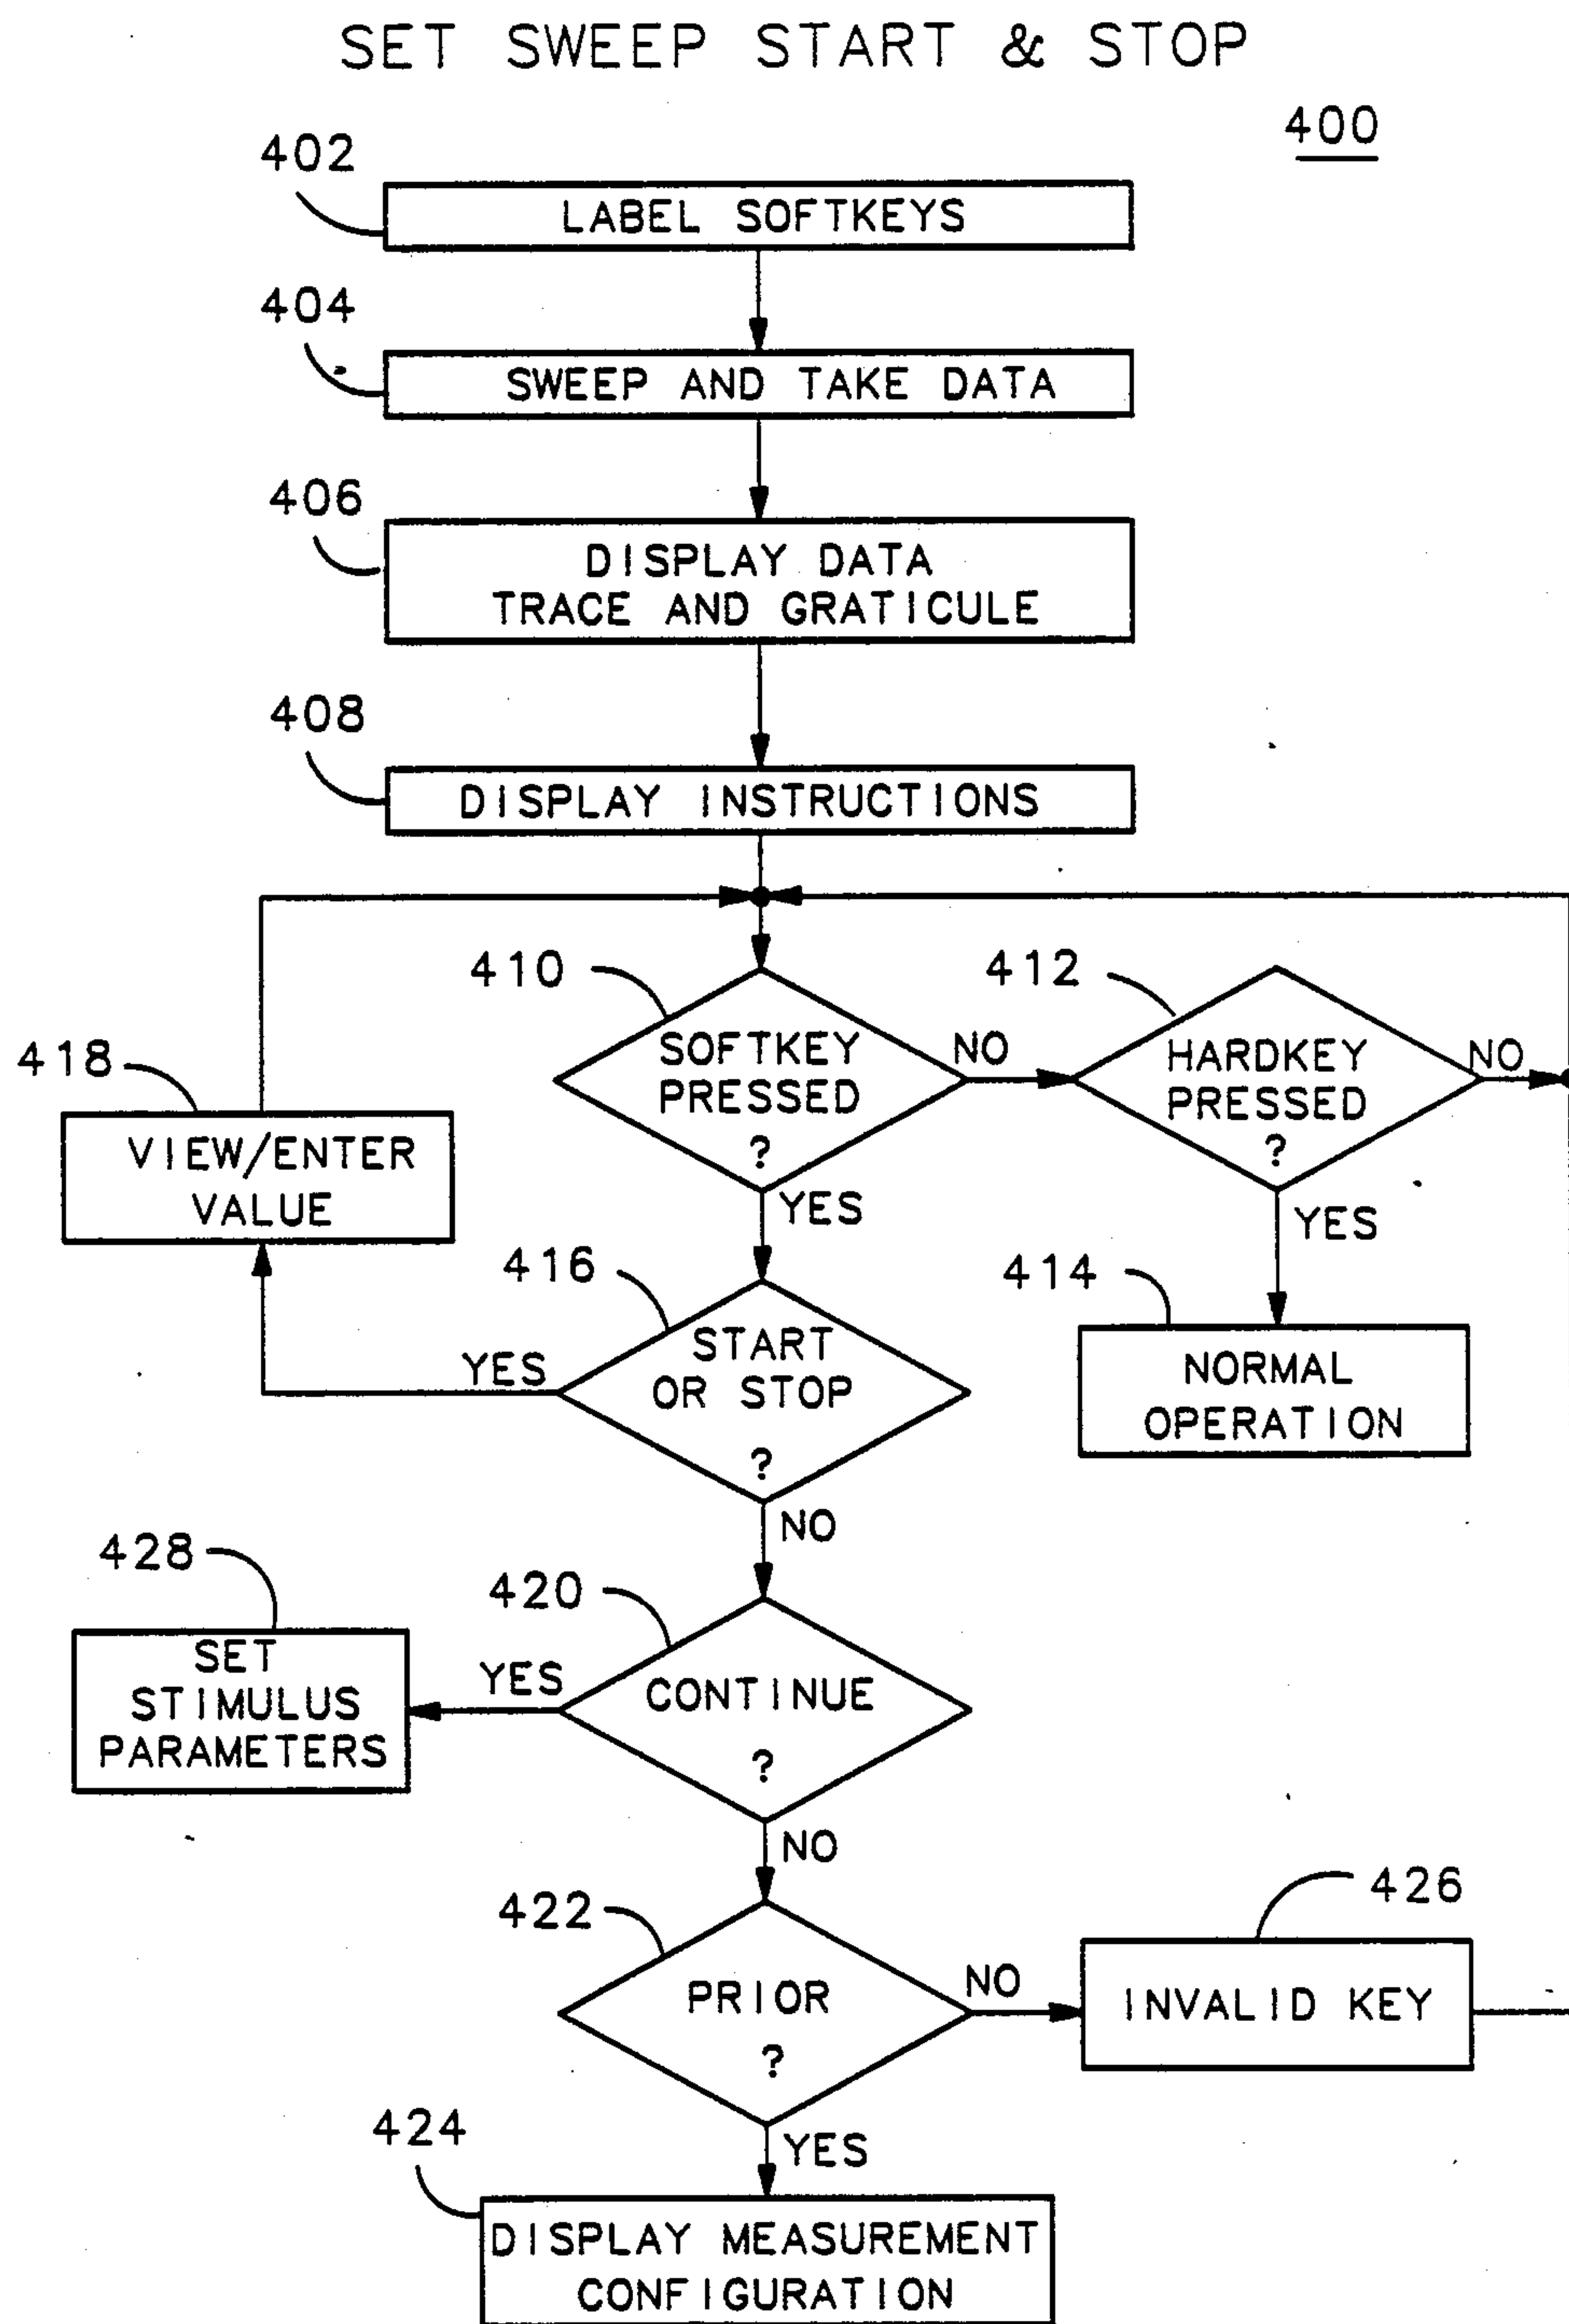 SET SWEEP START & STOP
400
402
LABEL SOFTKEYS
404
SWEEP AND TAKE DATA
406
DISPLAY DATA
TRACE AND GRATICULE
408
DISPLAY INSTRUCTIONS
410
SOFTKEY
PRESSED
?
NO
412
HARDKEY
PRESSED
?
NO
YES
YES
414
NORMAL
OPERATION
418
VIEW/ENTER
VALUE
416
START
OR STOP
?
YES
NO
428
SET
STIMULUS
PARAMETERS
420
CONTINUE
?
YES
NO
422
PRIOR
?
NO
426
INVALID KEY
YES
424
DISPLAY MEASUREMENT
CONFIGURATION